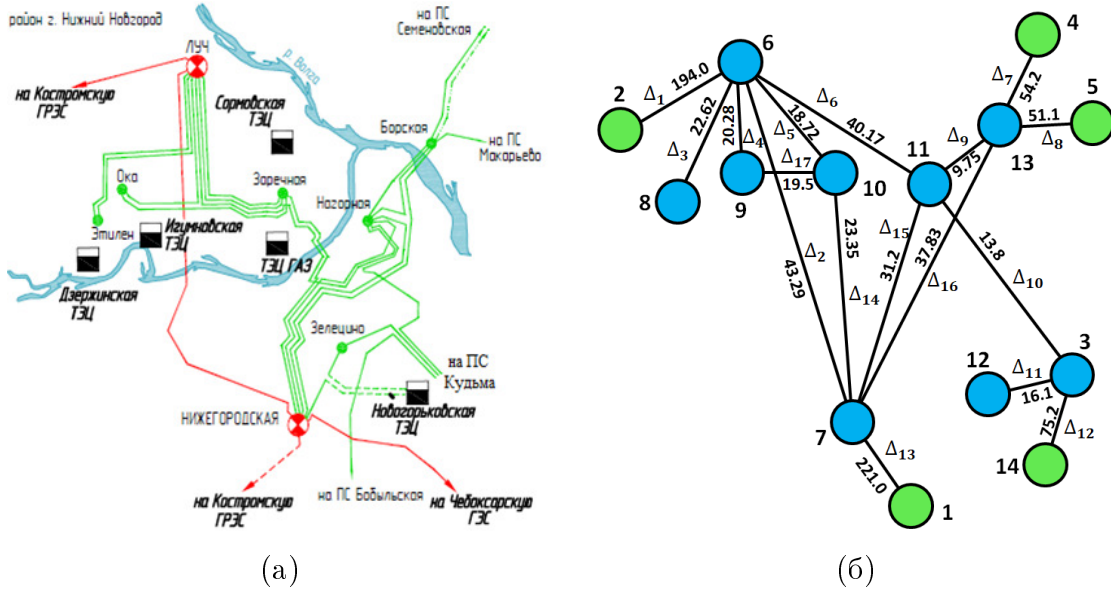 район г. Нижний Новгород
ЛУЧ
на Костромскую
ГРЭС
р. Волга
на ПС
Семеновская
Сормовская
ТЭЦ
Борская
на ПС
Макарьево
Ока
Заречная
Нагорная
Этилен
Игумновская
ТЭЦ
ТЭЦ ГАЗ
Дзержинская
ТЭЦ
Зелецино
на ПС
Кудьма
НИЖЕГОРОДСКАЯ
Новогорьковская
ТЭЦ
на Костромскую
ГРЭС
на ПС Бобыльская
на Чебоксарскую
ГЭС
(а)
6
4
2
Δ1
194.0
Δ6
40.17
Δ7
54.2
5
51.1
Δ8
22.62
Δ3
20.28
Δ4
18.72
Δ5
Δ17
19.5
11
Δ9
9.75
13
8
9
10
Δ2
43.29
23.35
Δ14
Δ15
31.2
37.83
Δ16
13.8
Δ10
3
12
Δ11
16.1
75.2
Δ12
14
7
Δ13
221.0
1
(б)